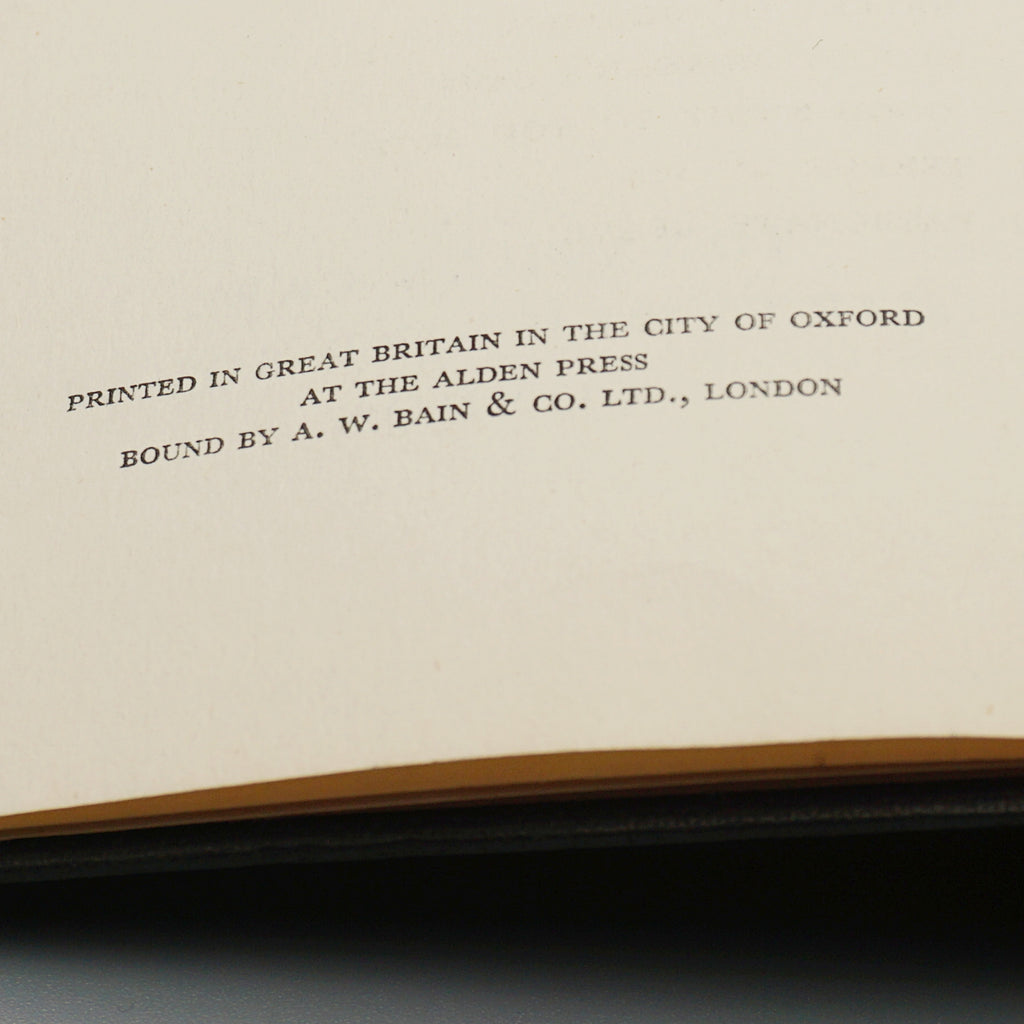 PRINTED IN GREAT BRITAIN IN THE CITY OF OXFORD
AT THE ALDEN PRESS
BOUND BY A. W. BAIN & CO. LTD., LONDON